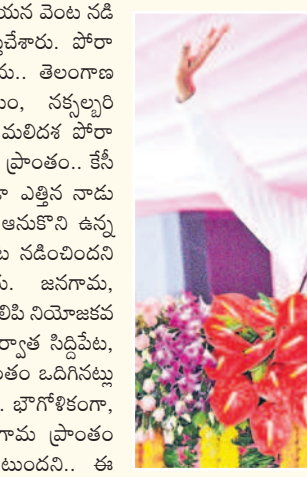 యన వెంట నడి
చేశారు. పోరా
ను.. తెలంగాణ
ం, నక్సల్బరి
మలిదశ పోరా
ప్రాంతం.. కేసీ
ా ఎత్తిన నాడు
ఆనుకొని ఉన్న
ట నడించిందని
ు. జనగామ,
లిపి నియోజకవ
ర్వాత సిద్దిపేట,
ంతం ఒదిగినట్లు
. భౌగోళికంగా,
గామ ప్రాంతం
టుందని.. ఈ